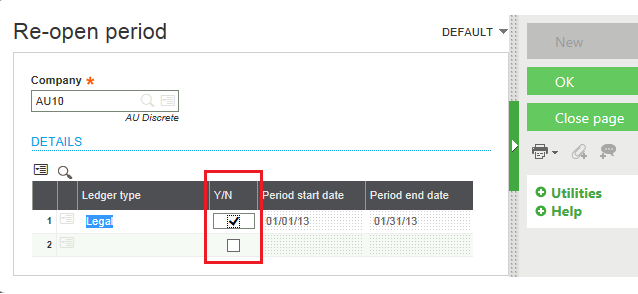 Re-open period
DEFAULT
Company *
AU10
AU Discrete
DETAILS
Ledger type Y/N Period start date Period end date
1 Legal 01/01/13 01/31/13
2
New
OK
Close page
Utilities
Help